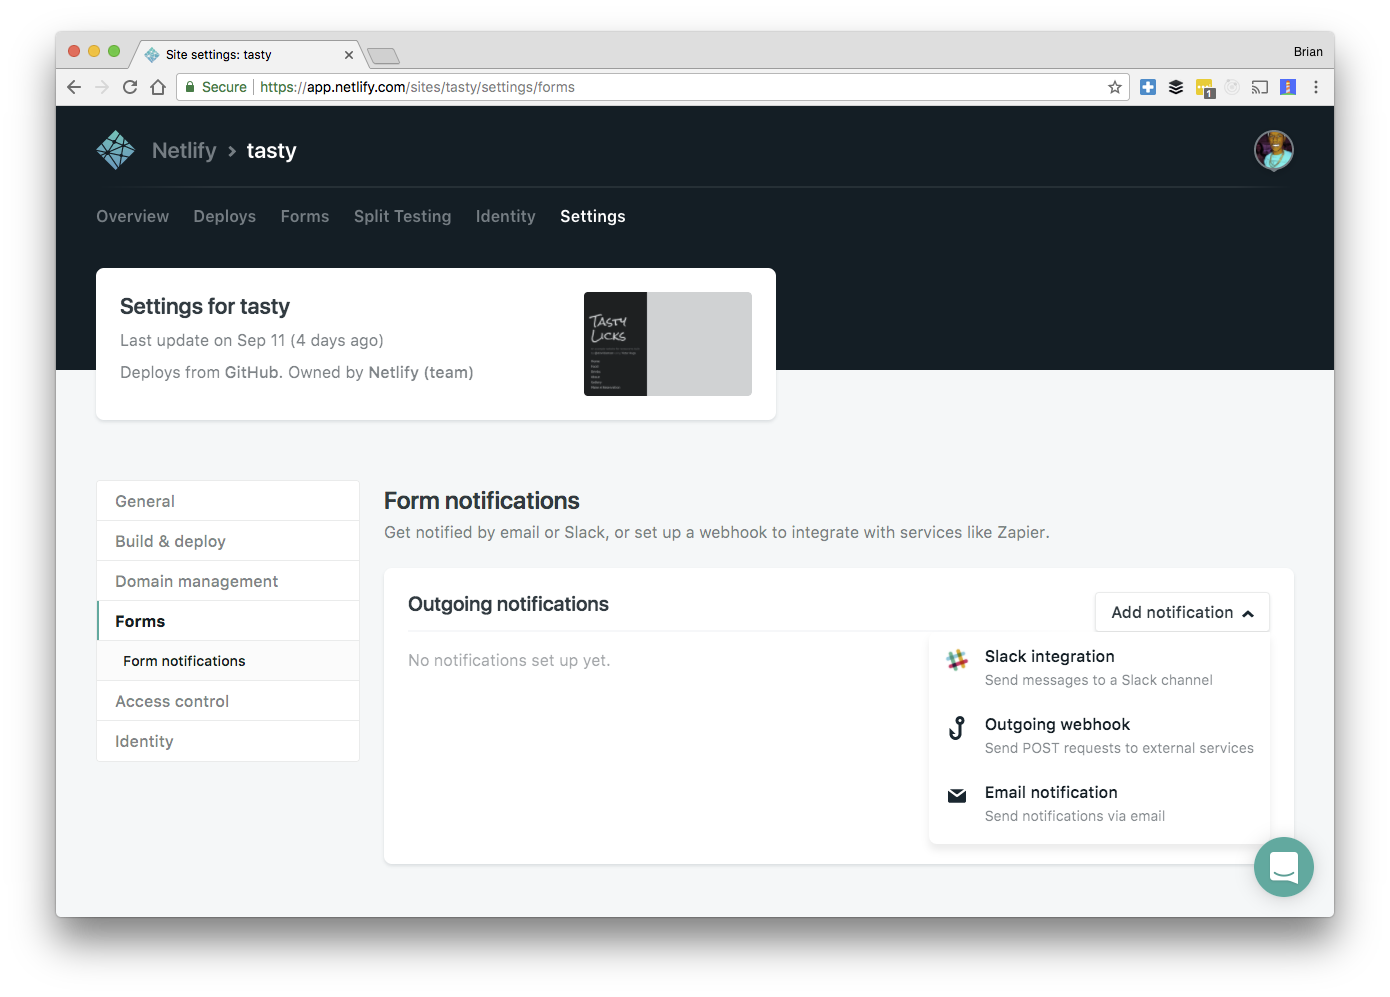 Site settings: tasty
Brian
Secure https://app.netlify.com/sites/tasty/settings/forms
1
Netlify › tasty
Overview Deploys Forms Split Testing Identity Settings
Settings for tasty
Last update on Sep 11 (4 days ago)
Deploys from GitHub. Owned by Netlify (team)
TASTY
LICKS
General
Build & deploy
Domain management
Forms
Form notifications
Access control
Identity
Form notifications
Get notified by email or Slack, or set up a webhook to integrate with services like Zapier.
Outgoing notifications
Add notification
No notifications set up yet.
Slack integration
Send messages to a Slack channel
Outgoing webhook
Send POST requests to external services
Email notification
Send notifications via email